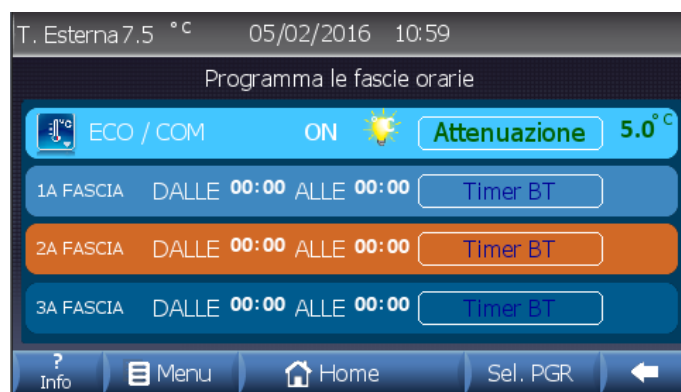 T. Esterna 7.5 °C 05/02/2016 10:59
Programma le fascie orarie
°C ECO / COM ON Attenuazione 5.0°C
1A FASCIA DALLE 00:00 ALLE 00:00 Timer BT
2A FASCIA DALLE 00:00 ALLE 00:00 Timer BT
3A FASCIA DALLE 00:00 ALLE 00:00 Timer BT
? Info Menu Home Sel. PGR